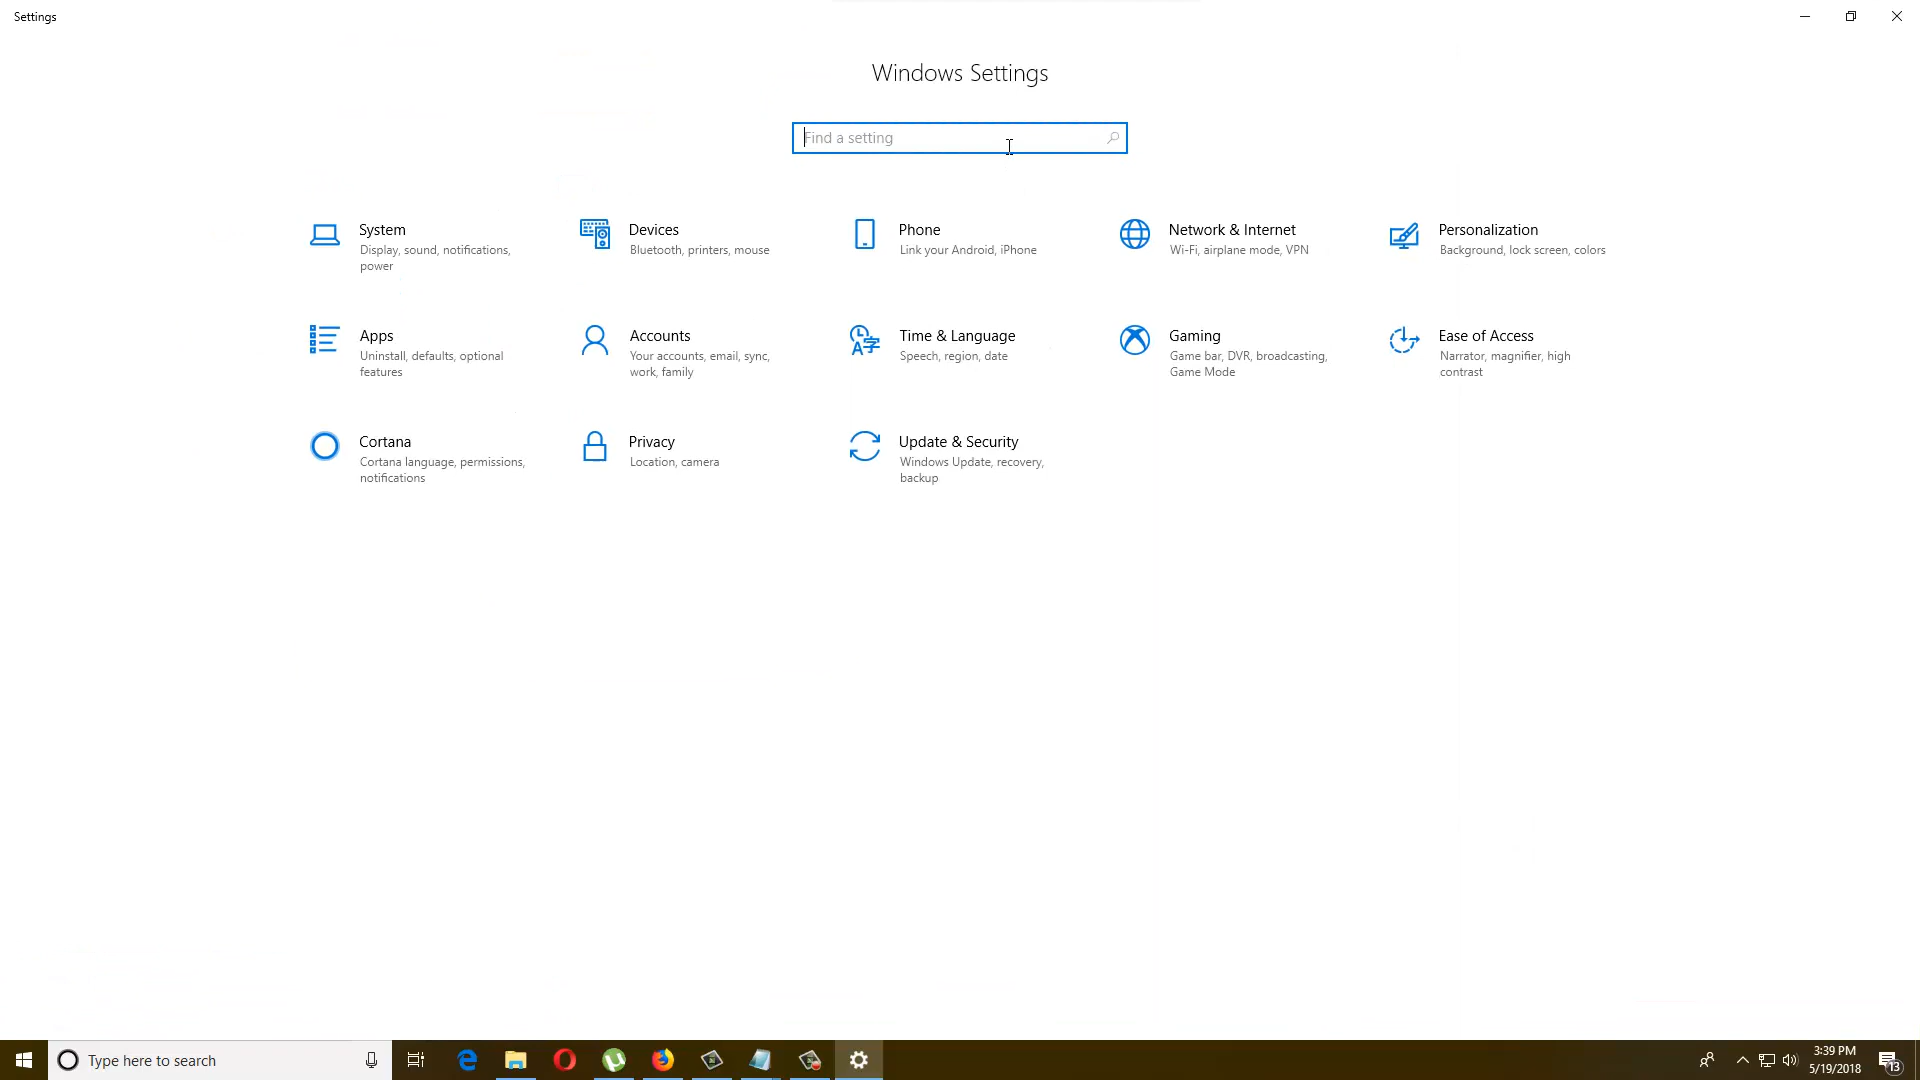 Settings
Windows Settings
Find a setting
System
Display, sound, notifications,
power
Devices
Bluetooth, printers, mouse
Phone
Link your Android, iPhone
Network & Internet
Wi-Fi, airplane mode, VPN
Personalization
Background, lock screen, colors
Apps
Uninstall, defaults, optional
features
Accounts
Your accounts, email, sync,
work, family
Time & Language
Speech, region, date
Gaming
Game bar, DVR, broadcasting,
Game Mode
Ease of Access
Narrator, magnifier, high
contrast
Cortana
Cortana language, permissions,
notifications
Privacy
Location, camera
Update & Security
Windows Update, recovery,
backup
Type here to search
3:39 PM
5/19/2018
13